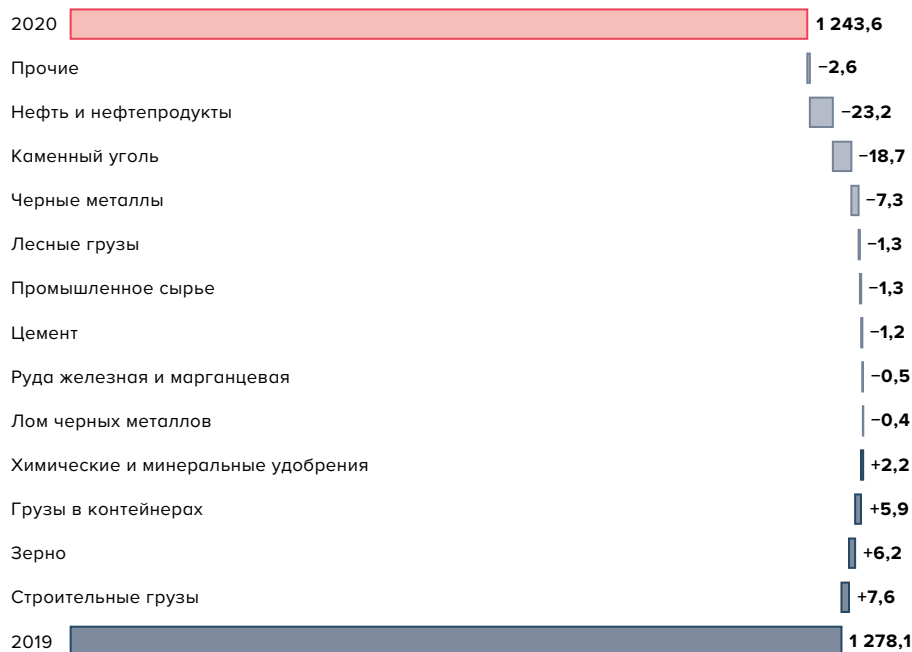 2020 1 243,6
Прочие −2,6
Нефть и нефтепродукты −23,2
Каменный уголь −18,7
Черные металлы −7,3
Лесные грузы −1,3
Промышленное сырье −1,3
Цемент −1,2
Руда железная и марганцевая −0,5
Лом черных металлов −0,4
Химические и минеральные удобрения +2,2
Грузы в контейнерах +5,9
Зерно +6,2
Строительные грузы +7,6
2019 1 278,1